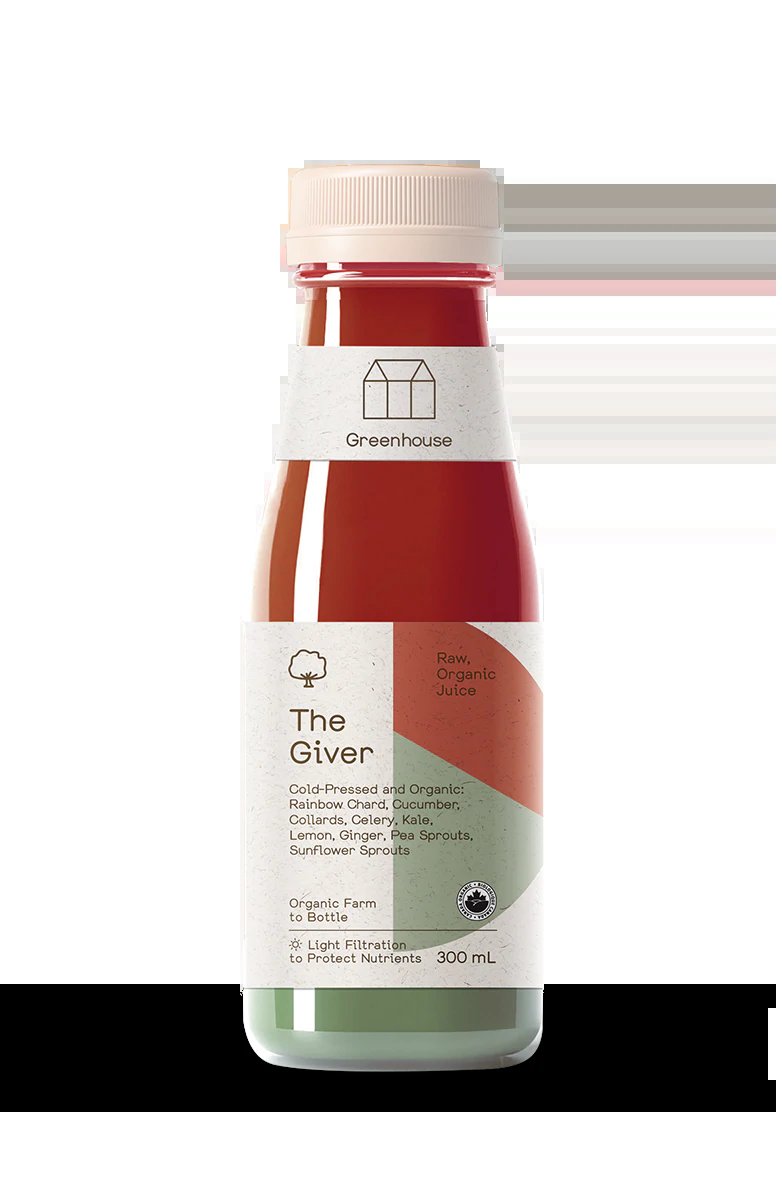 Greenhouse
Raw,
Organic
Juice
The
Giver
Cold-Pressed and Organic:
Rainbow Chard, Cucumber,
Collards, Celery, Kale,
Lemon, Ginger, Pea Sprouts,
Sunflower Sprouts
Organic Farm
to Bottle
Light Filtration
to Protect Nutrients
300 mL